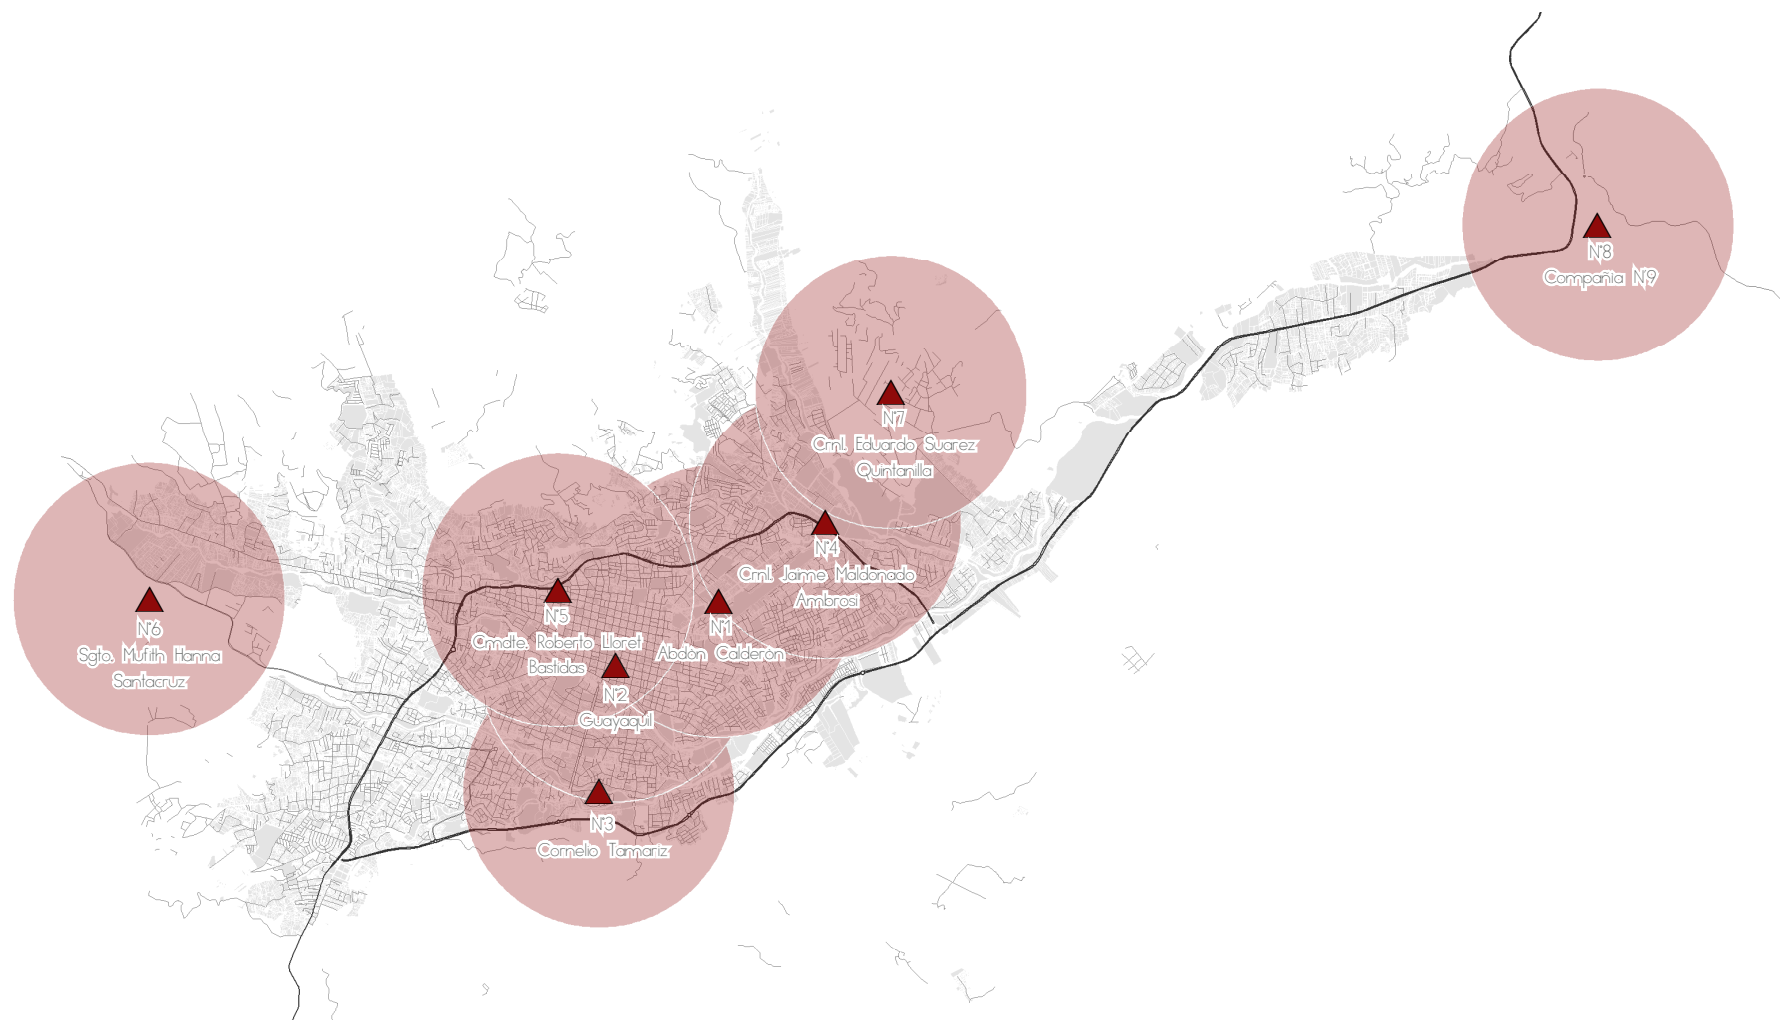 N°8
Compañía N°9
N°7
Crnl. Eduardo Suarez
Quintanilla
N°4
Crnl. Jaime Maldonado
Ambrosi
N°5
Cmdte. Roberto Lloret
Bastidas
N°1
Abdón Calderón
N°6
Sgto. Mufith Hanna
Santacruz
N°2
Guayaquil
N°3
Cornelio Tamariz